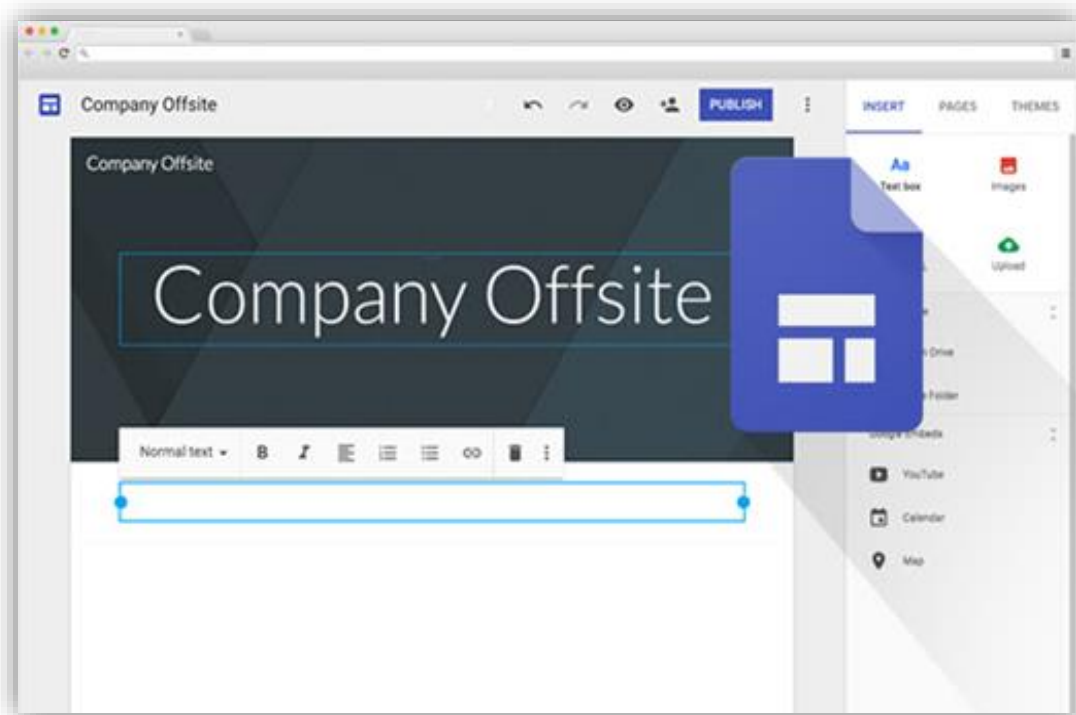 Company Offsite
PUBLISH
INSERT PAGES THEMES
Company Offsite
Company Offsite
Aa
Text box
Images
Upload
Drive
Folder
Normal text
B I
YouTube
Calendar
Map